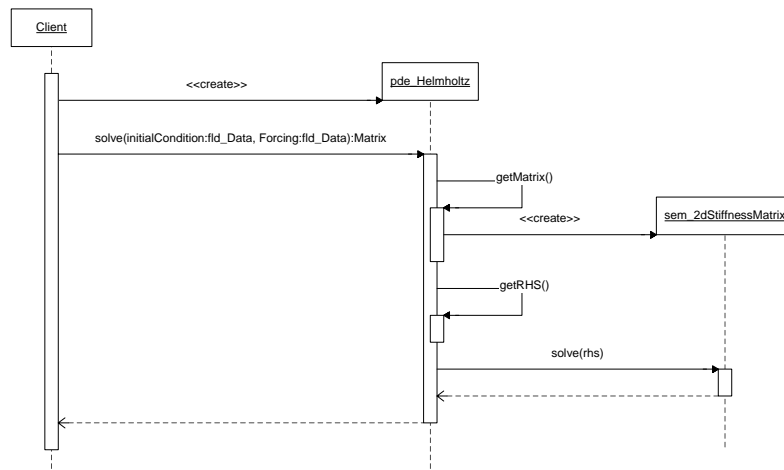 Client
<<create>>
pde_Helmholtz
solve(initialCondition:fld_Data, Forcing:fld_Data):Matrix
getMatrix()
<<create>>
sem_2dStiffnessMatrix
getRHS()
solve(rhs)